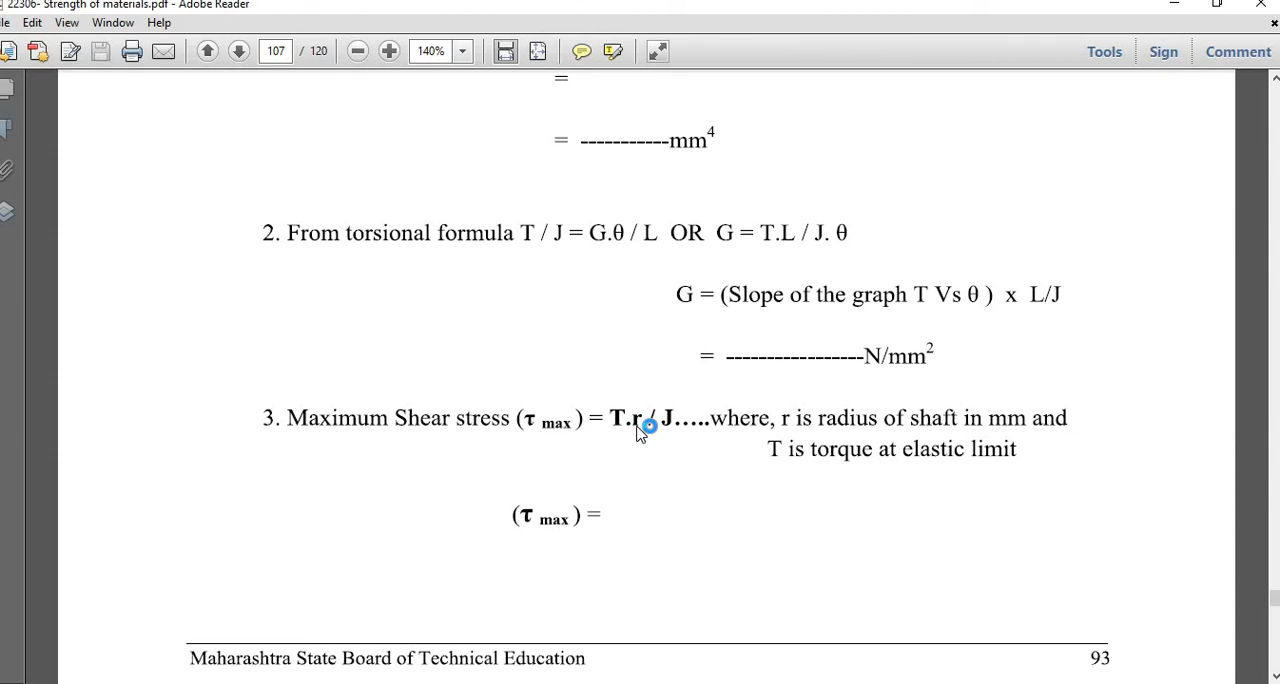 22306- Strength of materials.pdf - Adobe Reader
ile Edit View Window Help
107 / 120 140% Tools Sign Comment
=
= -----------mm⁴
2. From torsional formula T / J = G.θ / L OR G = T.L / J. θ
G = (Slope of the graph T Vs θ ) x L/J
= -----------------N/mm²
3. Maximum Shear stress (τ max ) = T.r / J…..where, r is radius of shaft in mm and
T is torque at elastic limit
(τ max ) =
Maharashtra State Board of Technical Education 93